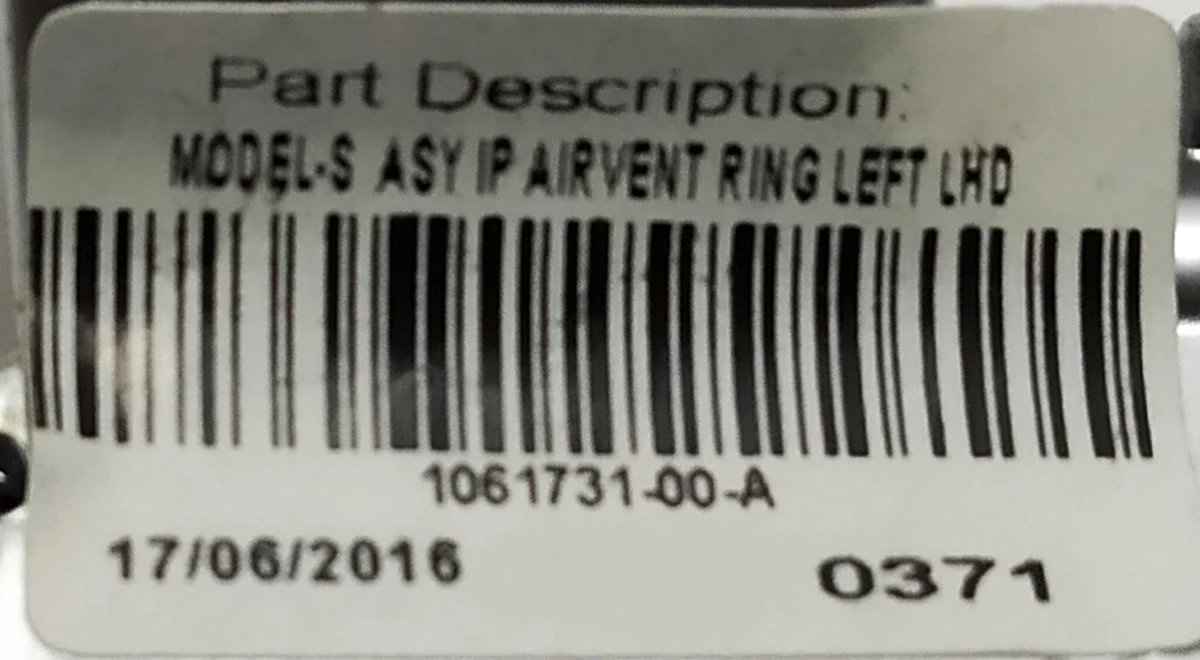 Part Description:
MODEL-S ASY IP AIRVENT RING LEFT LHD
1061731-00-A
17/06/2016
0371